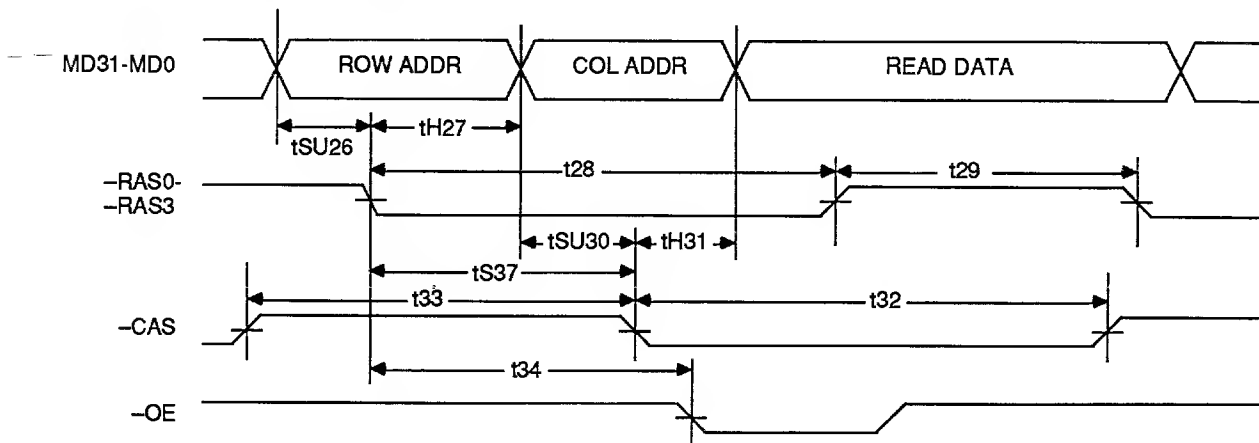 MD31-MD0 ROW ADDR COL ADDR READ DATA
tSU26 tH27
–RAS0-
–RAS3
t28 t29
tSU30 tH31
tS37
t33 t32
–CAS
t34
–OE